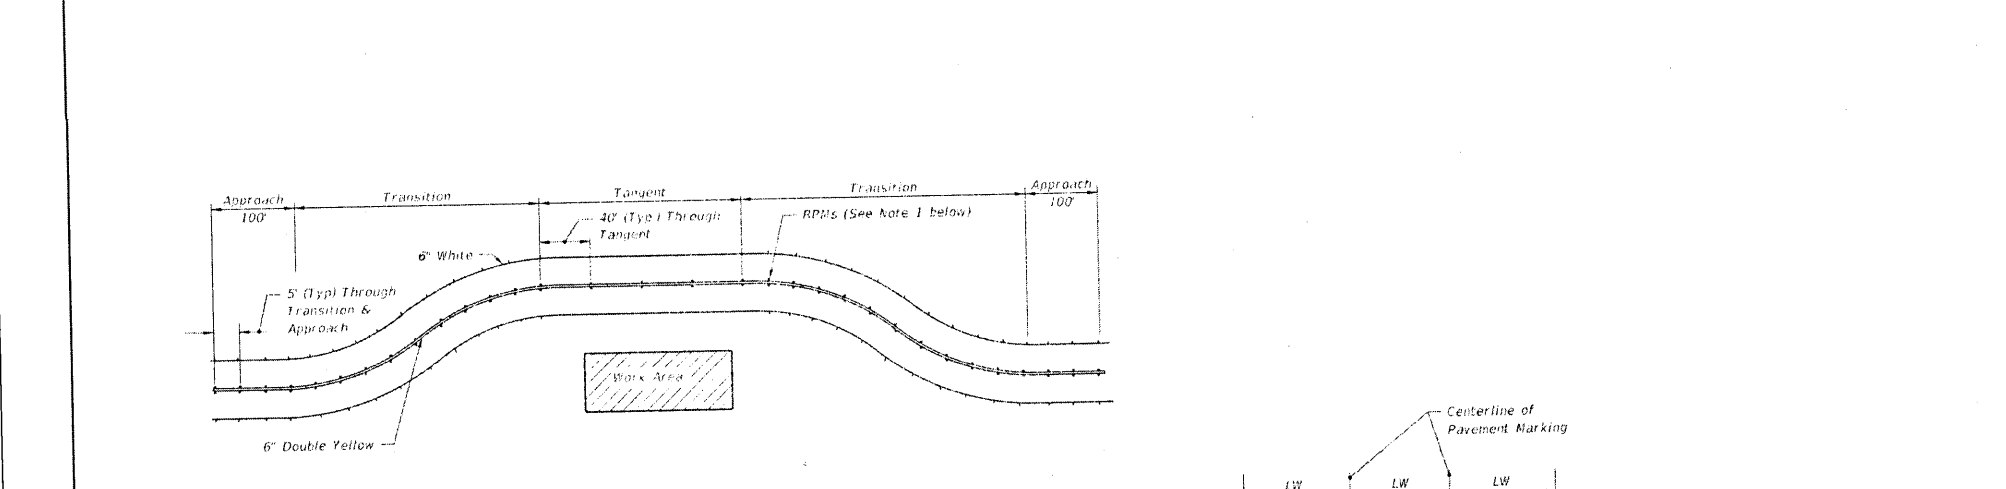 Approach
Transition
Tangent
Transition
Approach
100'
100'
40' (Typ.) Through
Tangent
RPMs (See Note 1 below)
6" White
5' (Typ) Through
Transition &
Approach
Work Area
6" Double Yellow
Centerline of
Pavement Marking
LW
LW
LW